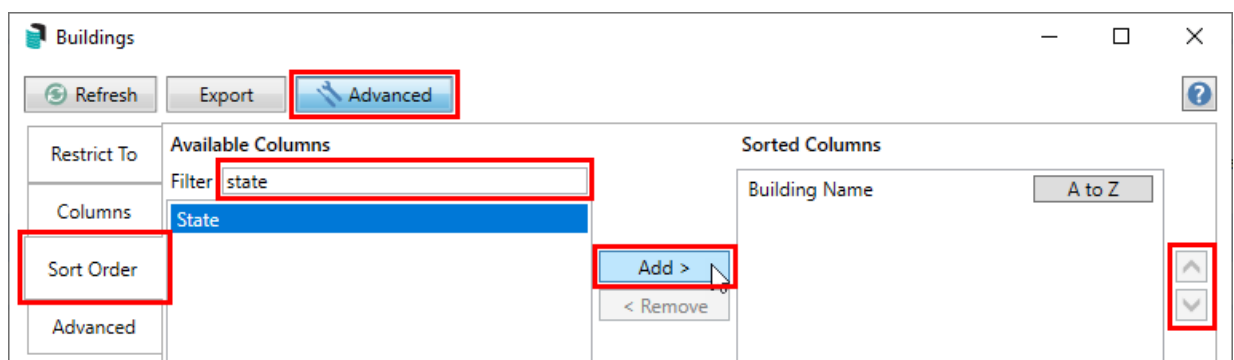 Buildings
Refresh Export Advanced
Restrict To
Columns
Sort Order
Advanced
Available Columns
Filter state
State
Add >
< Remove
Sorted Columns
Building Name A to Z